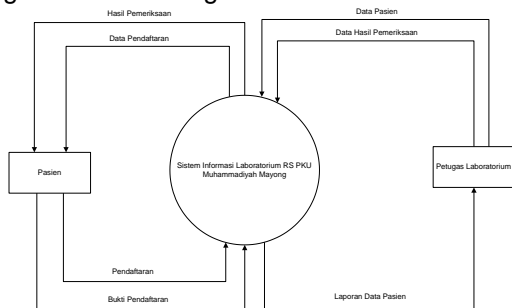 Hasil Pemeriksaan
Data Pasien
Data Pendaftaran
Data Hasil Pemeriksaan
Sistem Informasi Laboratorium RS PKU
Muhammadiyah Mayong
Pasien
Petugas Laboratorium
Pendaftaran
Bukti Pendaftaran
Laporan Data Pasien